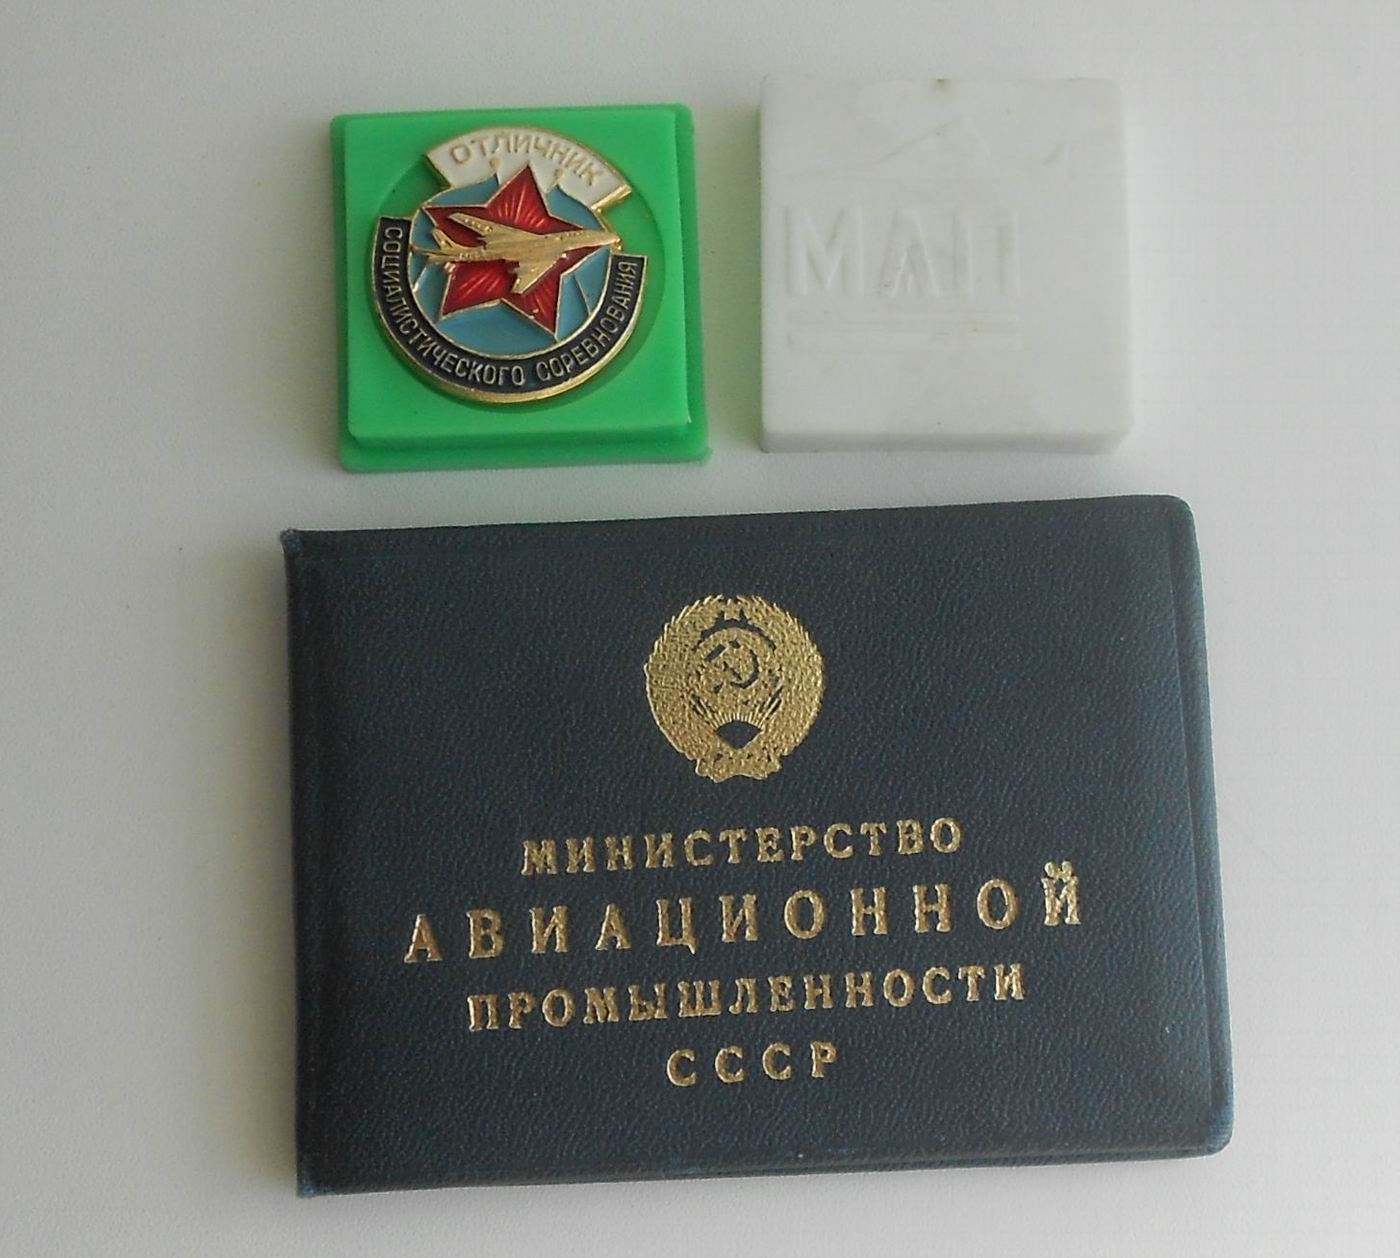 ОТЛИЧНИК
СОЦИАЛИСТИЧЕСКОГО СОРЕВНОВАНИЯ
МАП
МИНИСТЕРСТВО
АВИАЦИОННОЙ
ПРОМЫШЛЕННОСТИ
СССР